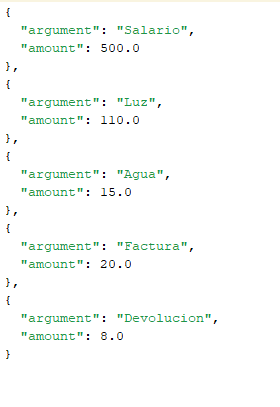 {
  "argument": "Salario",
  "amount": 500.0
},
{
  "argument": "Luz",
  "amount": 110.0
},
{
  "argument": "Agua",
  "amount": 15.0
},
{
  "argument": "Factura",
  "amount": 20.0
},
{
  "argument": "Devolucion",
  "amount": 8.0
}